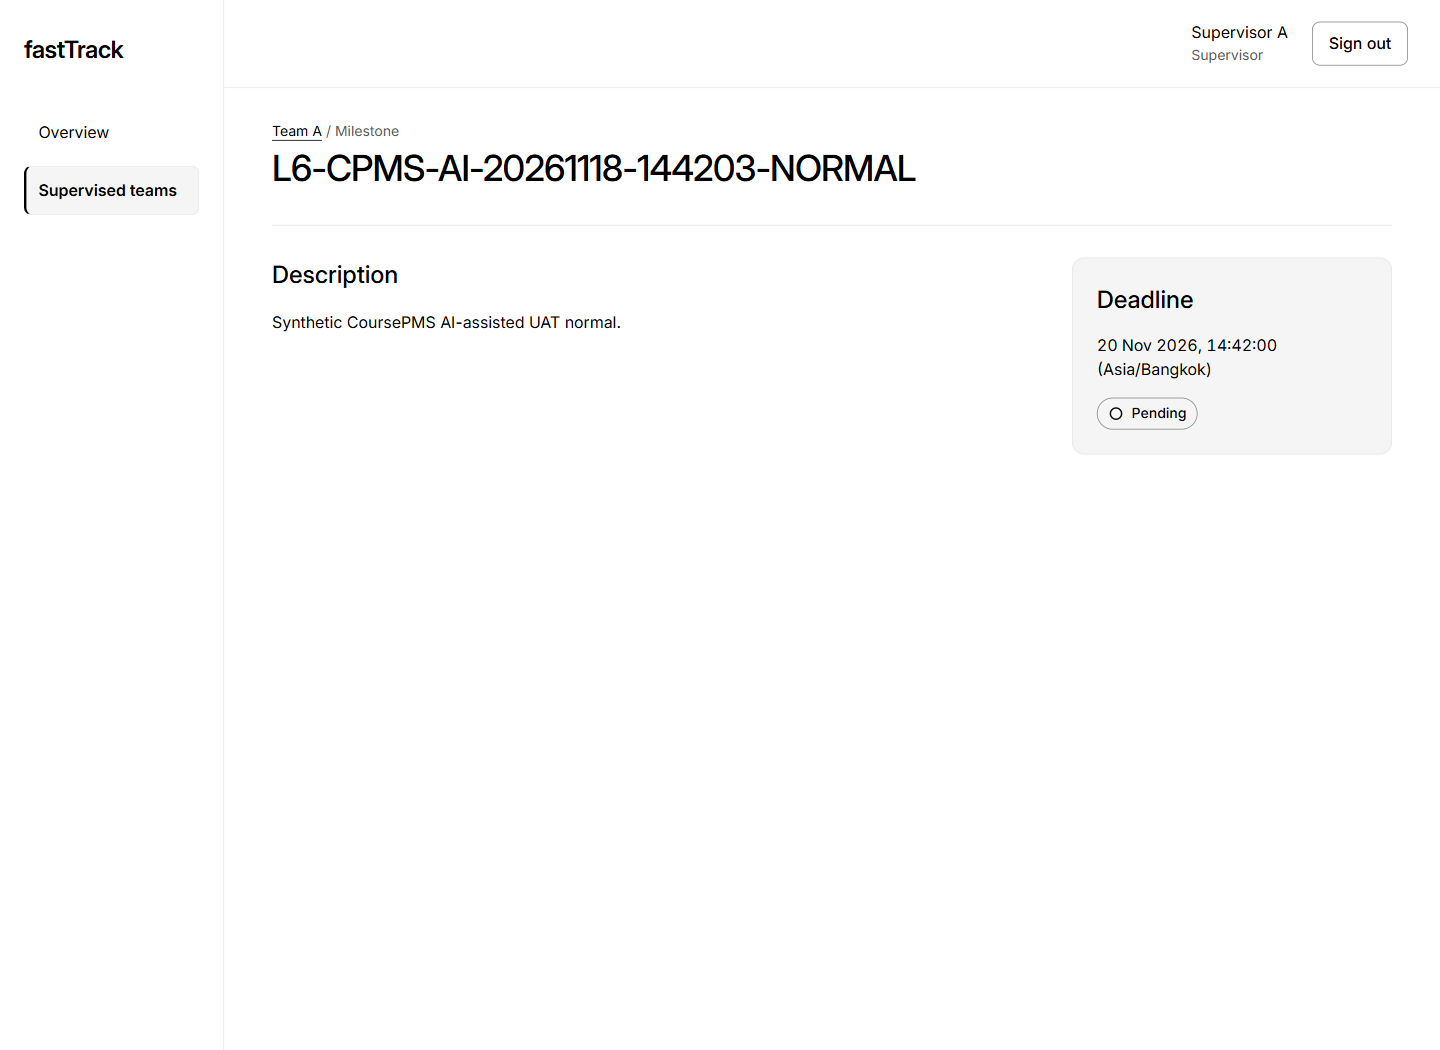 fastTrack
Overview
Supervised teams
Supervisor A
Supervisor
Sign out
Team A / Milestone
L6-CPMS-AI-20261118-144203-NORMAL
Description
Synthetic CoursePMS AI-assisted UAT normal.
Deadline
20 Nov 2026, 14:42:00
(Asia/Bangkok)
Pending